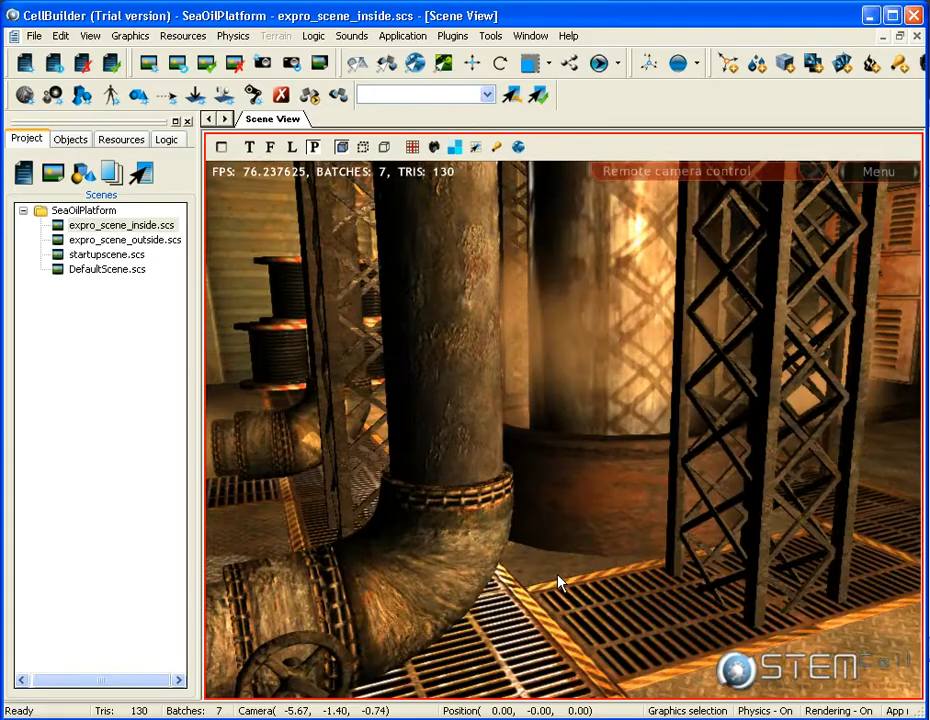 CellBuilder (Trial version) - SeaOilPlatform - expro_scene_inside.scs - [Scene View]
File Edit View Graphics Resources Physics Terrain Logic Sounds Application Plugins Tools Window Help
Scene View
Project Objects Resources Logic
T F L P
FPS: 76.237625, BATCHES: 7, TRIS: 130
Remote camera control
Menu
Scenes
SeaOilPlatform
expro_scene_inside.scs
expro_scene_outside.scs
startupscene.scs
DefaultScene.scs
STEMCell
Ready Tris: 130 Batches: 7 Camera( -5.67, -1.40, -0.74) Position( 0.00, -0.00, 0.00) Graphics selection Physics - On Rendering - On App